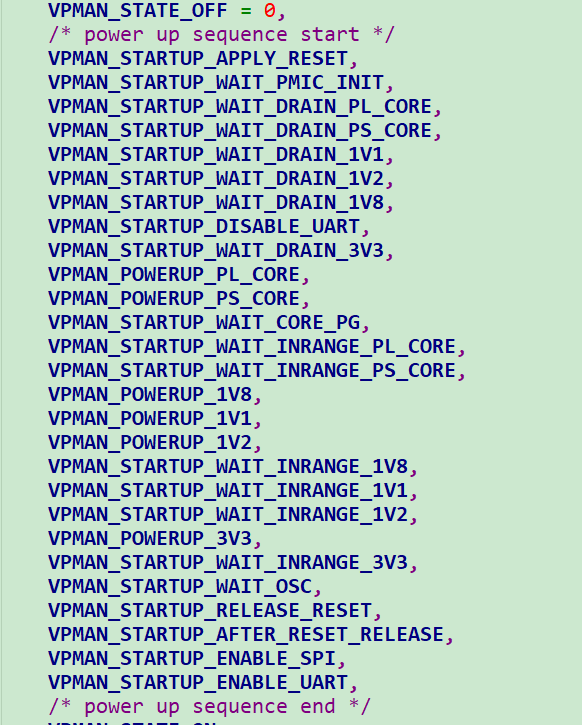 VPMAN_STATE_OFF = 0,
/* power up sequence start */
VPMAN_STARTUP_APPLY_RESET,
VPMAN_STARTUP_WAIT_PMIC_INIT,
VPMAN_STARTUP_WAIT_DRAIN_PL_CORE,
VPMAN_STARTUP_WAIT_DRAIN_PS_CORE,
VPMAN_STARTUP_WAIT_DRAIN_1V1,
VPMAN_STARTUP_WAIT_DRAIN_1V2,
VPMAN_STARTUP_WAIT_DRAIN_1V8,
VPMAN_STARTUP_DISABLE_UART,
VPMAN_STARTUP_WAIT_DRAIN_3V3,
VPMAN_POWERUP_PL_CORE,
VPMAN_POWERUP_PS_CORE,
VPMAN_STARTUP_WAIT_CORE_PG,
VPMAN_STARTUP_WAIT_INRANGE_PL_CORE,
VPMAN_STARTUP_WAIT_INRANGE_PS_CORE,
VPMAN_POWERUP_1V8,
VPMAN_POWERUP_1V1,
VPMAN_POWERUP_1V2,
VPMAN_STARTUP_WAIT_INRANGE_1V8,
VPMAN_STARTUP_WAIT_INRANGE_1V1,
VPMAN_STARTUP_WAIT_INRANGE_1V2,
VPMAN_POWERUP_3V3,
VPMAN_STARTUP_WAIT_INRANGE_3V3,
VPMAN_STARTUP_WAIT_OSC,
VPMAN_STARTUP_RELEASE_RESET,
VPMAN_STARTUP_AFTER_RESET_RELEASE,
VPMAN_STARTUP_ENABLE_SPI,
VPMAN_STARTUP_ENABLE_UART,
/* power up sequence end */